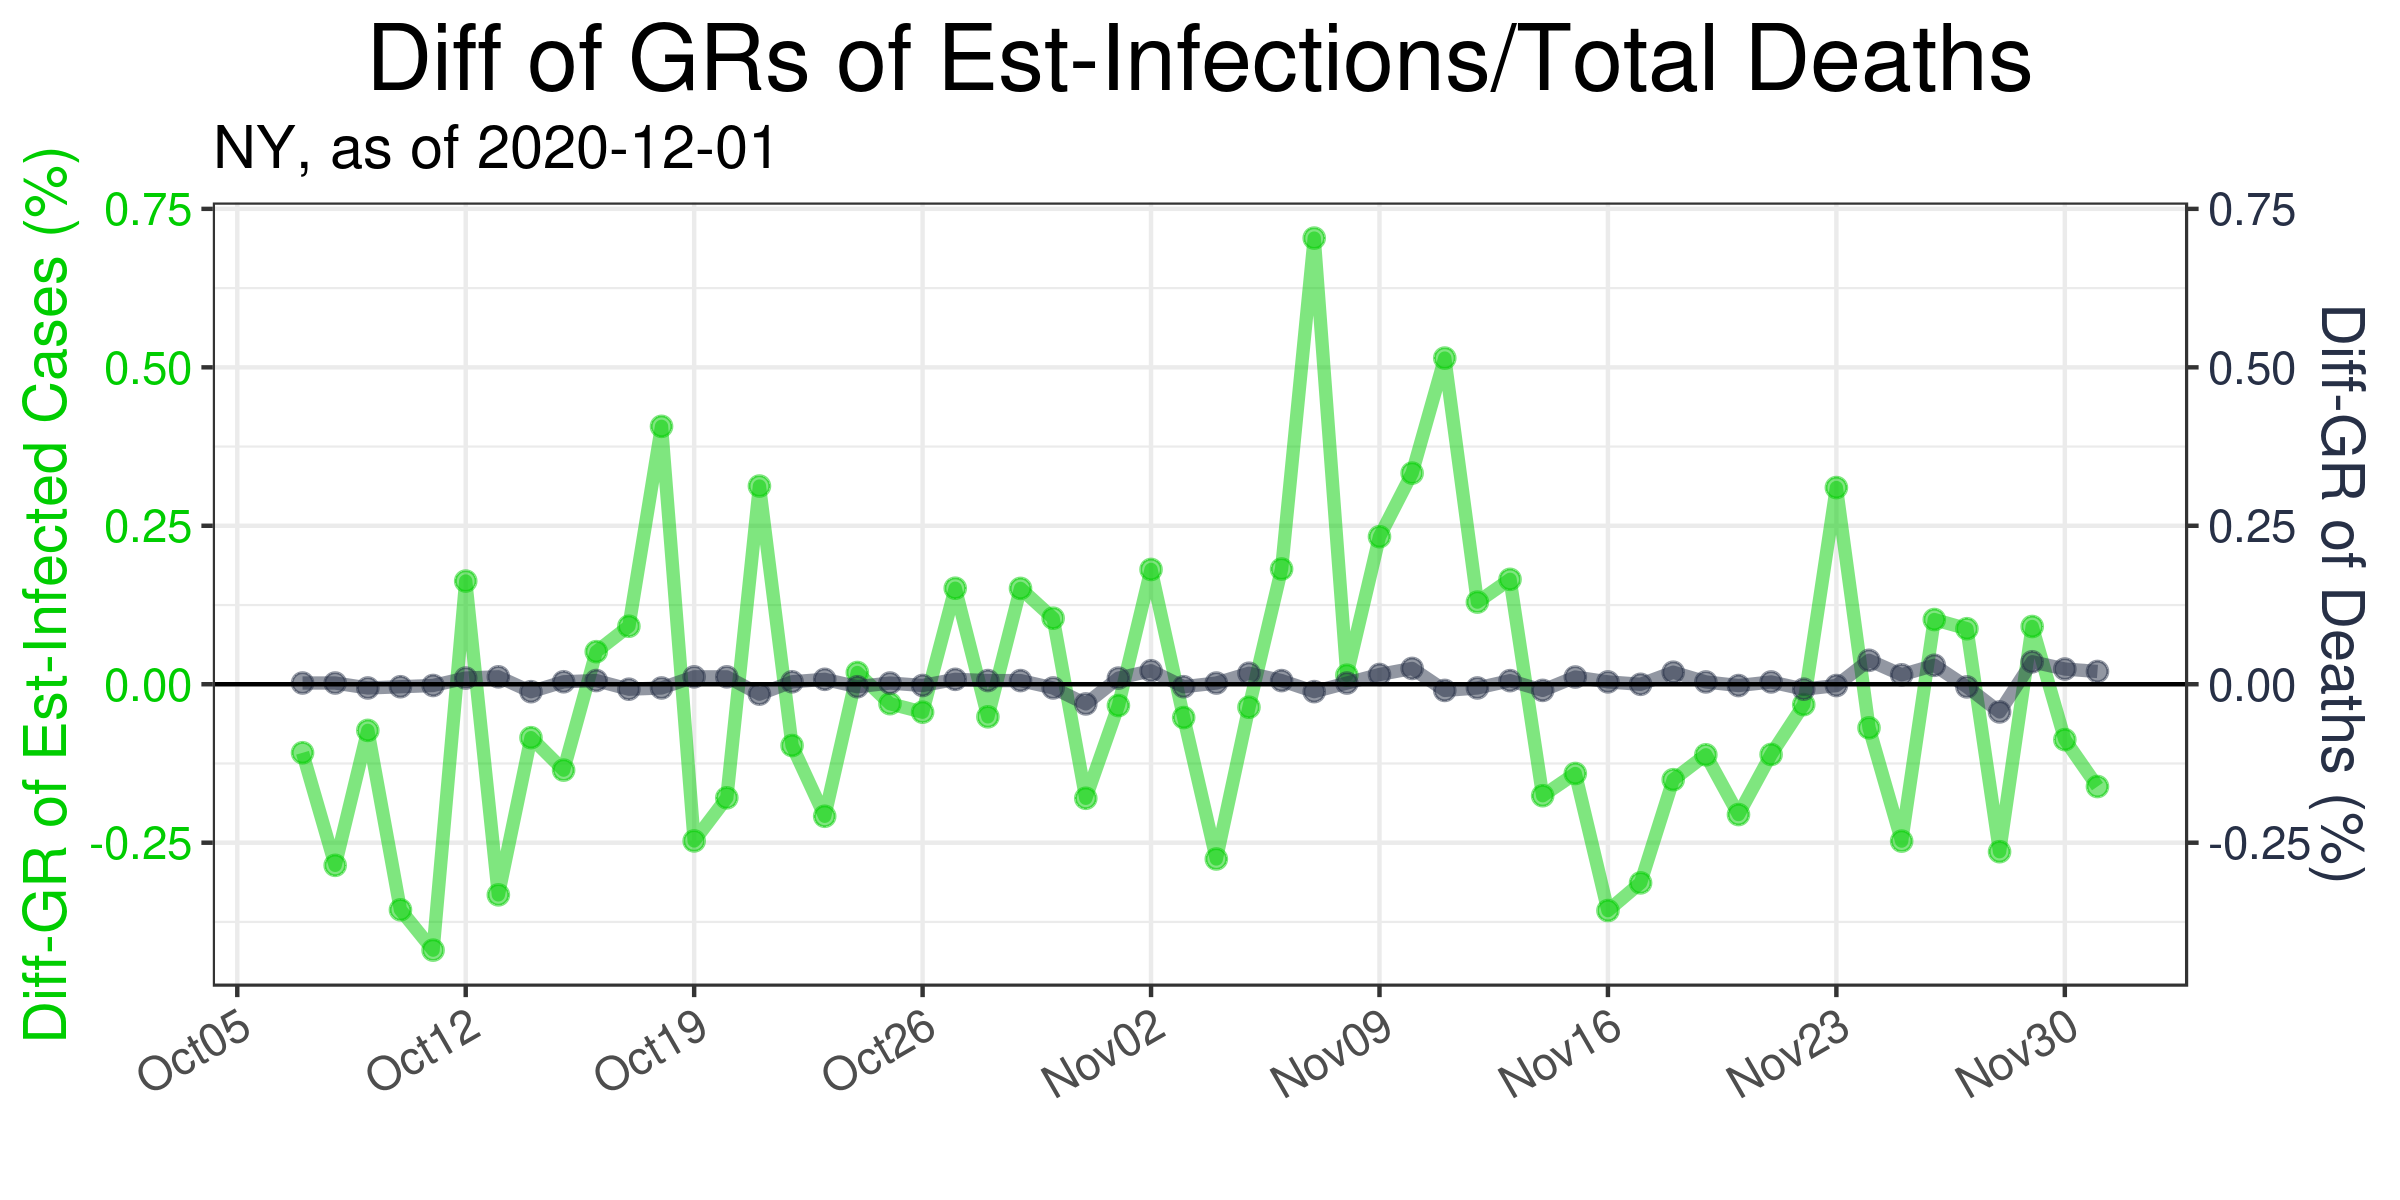 Diff of GRs of Est-Infections/Total Deaths
NY, as of 2020-12-01
Diff-GR of Est-Infected Cases (%)
0.75
0.50
0.25
0.00
-0.25
0.75
0.50
0.25
0.00
-0.25
Diff-GR of Deaths (%)
Oct05
Oct12
Oct19
Oct26
Nov02
Nov09
Nov16
Nov23
Nov30